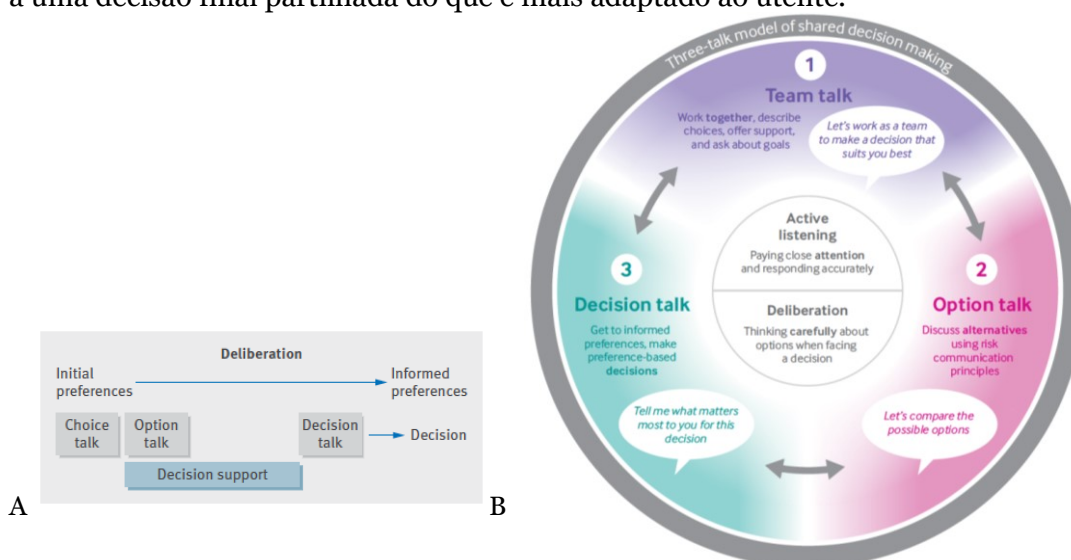 a uma decisão final partilhada do que é mais adaptado ao utente.
Deliberation
Initial
preferences
Informed
preferences
Choice
talk
Option
talk
Decision
talk
Decision
Decision support
A
B
Three-talk model of shared decision making
1
Team talk
Work together, describe
choices, offer support,
and ask about goals
Let's work as a team
to make a decision that
suits you best
Active
listening
Paying close attention
and responding accurately
Deliberation
Thinking carefully about
options when facing
a decision
2
Option talk
Discuss alternatives
using risk
communication
principles
Let's compare the
possible options
3
Decision talk
Get to informed
preferences, make
preference-based
decisions
Tell me what matters
most to you for this
decision